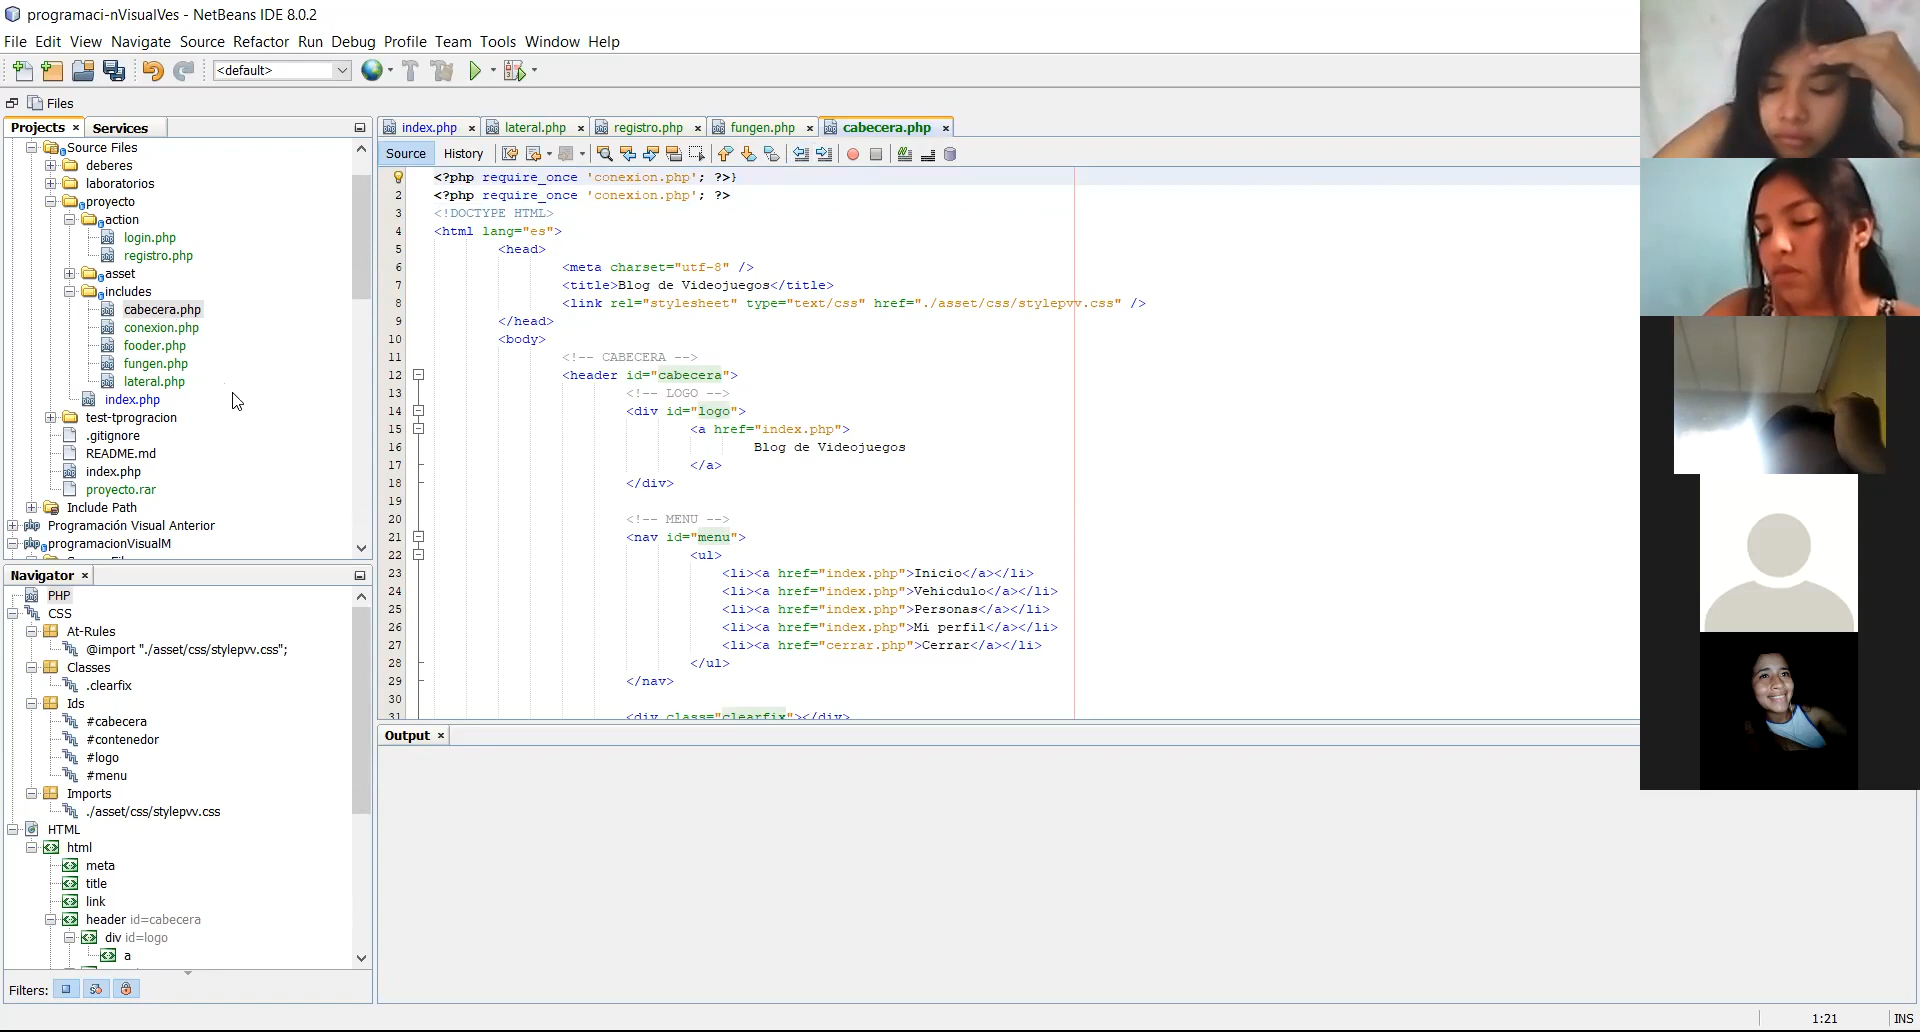 programaci-nVisualVes - NetBeans IDE 8.0.2
File Edit View Navigate Source Refactor Run Debug Profile Team Tools Window Help
<default>
Files
Projects × Services
Source Files
deberes
laboratorios
proyecto
action
login.php
registro.php
asset
includes
cabecera.php
conexion.php
fooder.php
fungen.php
lateral.php
index.php
test-tprogracion
.gitignore
README.md
index.php
proyecto.rar
Include Path
php Programación Visual Anterior
php programacionVisualM
Navigator ×
PHP
CSS
At-Rules
@import "./asset/css/stylepvv.css";
Classes
.clearfix
Ids
#cabecera
#contenedor
#logo
#menu
Imports
./asset/css/stylepvv.css
HTML
html
meta
title
link
header id=cabecera
div id=logo
a
Filters:
index.php × lateral.php × registro.php × fungen.php × cabecera.php ×
Source History
<?php require_once 'conexion.php'; ?>}
2 <?php require_once 'conexion.php'; ?>
3 <!DOCTYPE HTML>
4 <html lang="es">
5 <head>
6 <meta charset="utf-8" />
7 <title>Blog de Videojuegos</title>
8 <link rel="stylesheet" type="text/css" href="./asset/css/stylepvv.css" />
9 </head>
10 <body>
11 <!-- CABECERA -->
12 <header id="cabecera">
13 <!-- LOGO -->
14 <div id="logo">
15 <a href="index.php">
16 Blog de Videojuegos
17 </a>
18 </div>
19
20 <!-- MENU -->
21 <nav id="menu">
22 <ul>
23 <li><a href="index.php">Inicio</a></li>
24 <li><a href="index.php">Vehicdulo</a></li>
25 <li><a href="index.php">Personas</a></li>
26 <li><a href="index.php">Mi perfil</a></li>
27 <li><a href="cerrar.php">Cerrar</a></li>
28 </ul>
29 </nav>
30
31 <div class="clearfix"></div>
Output ×
1:21 INS